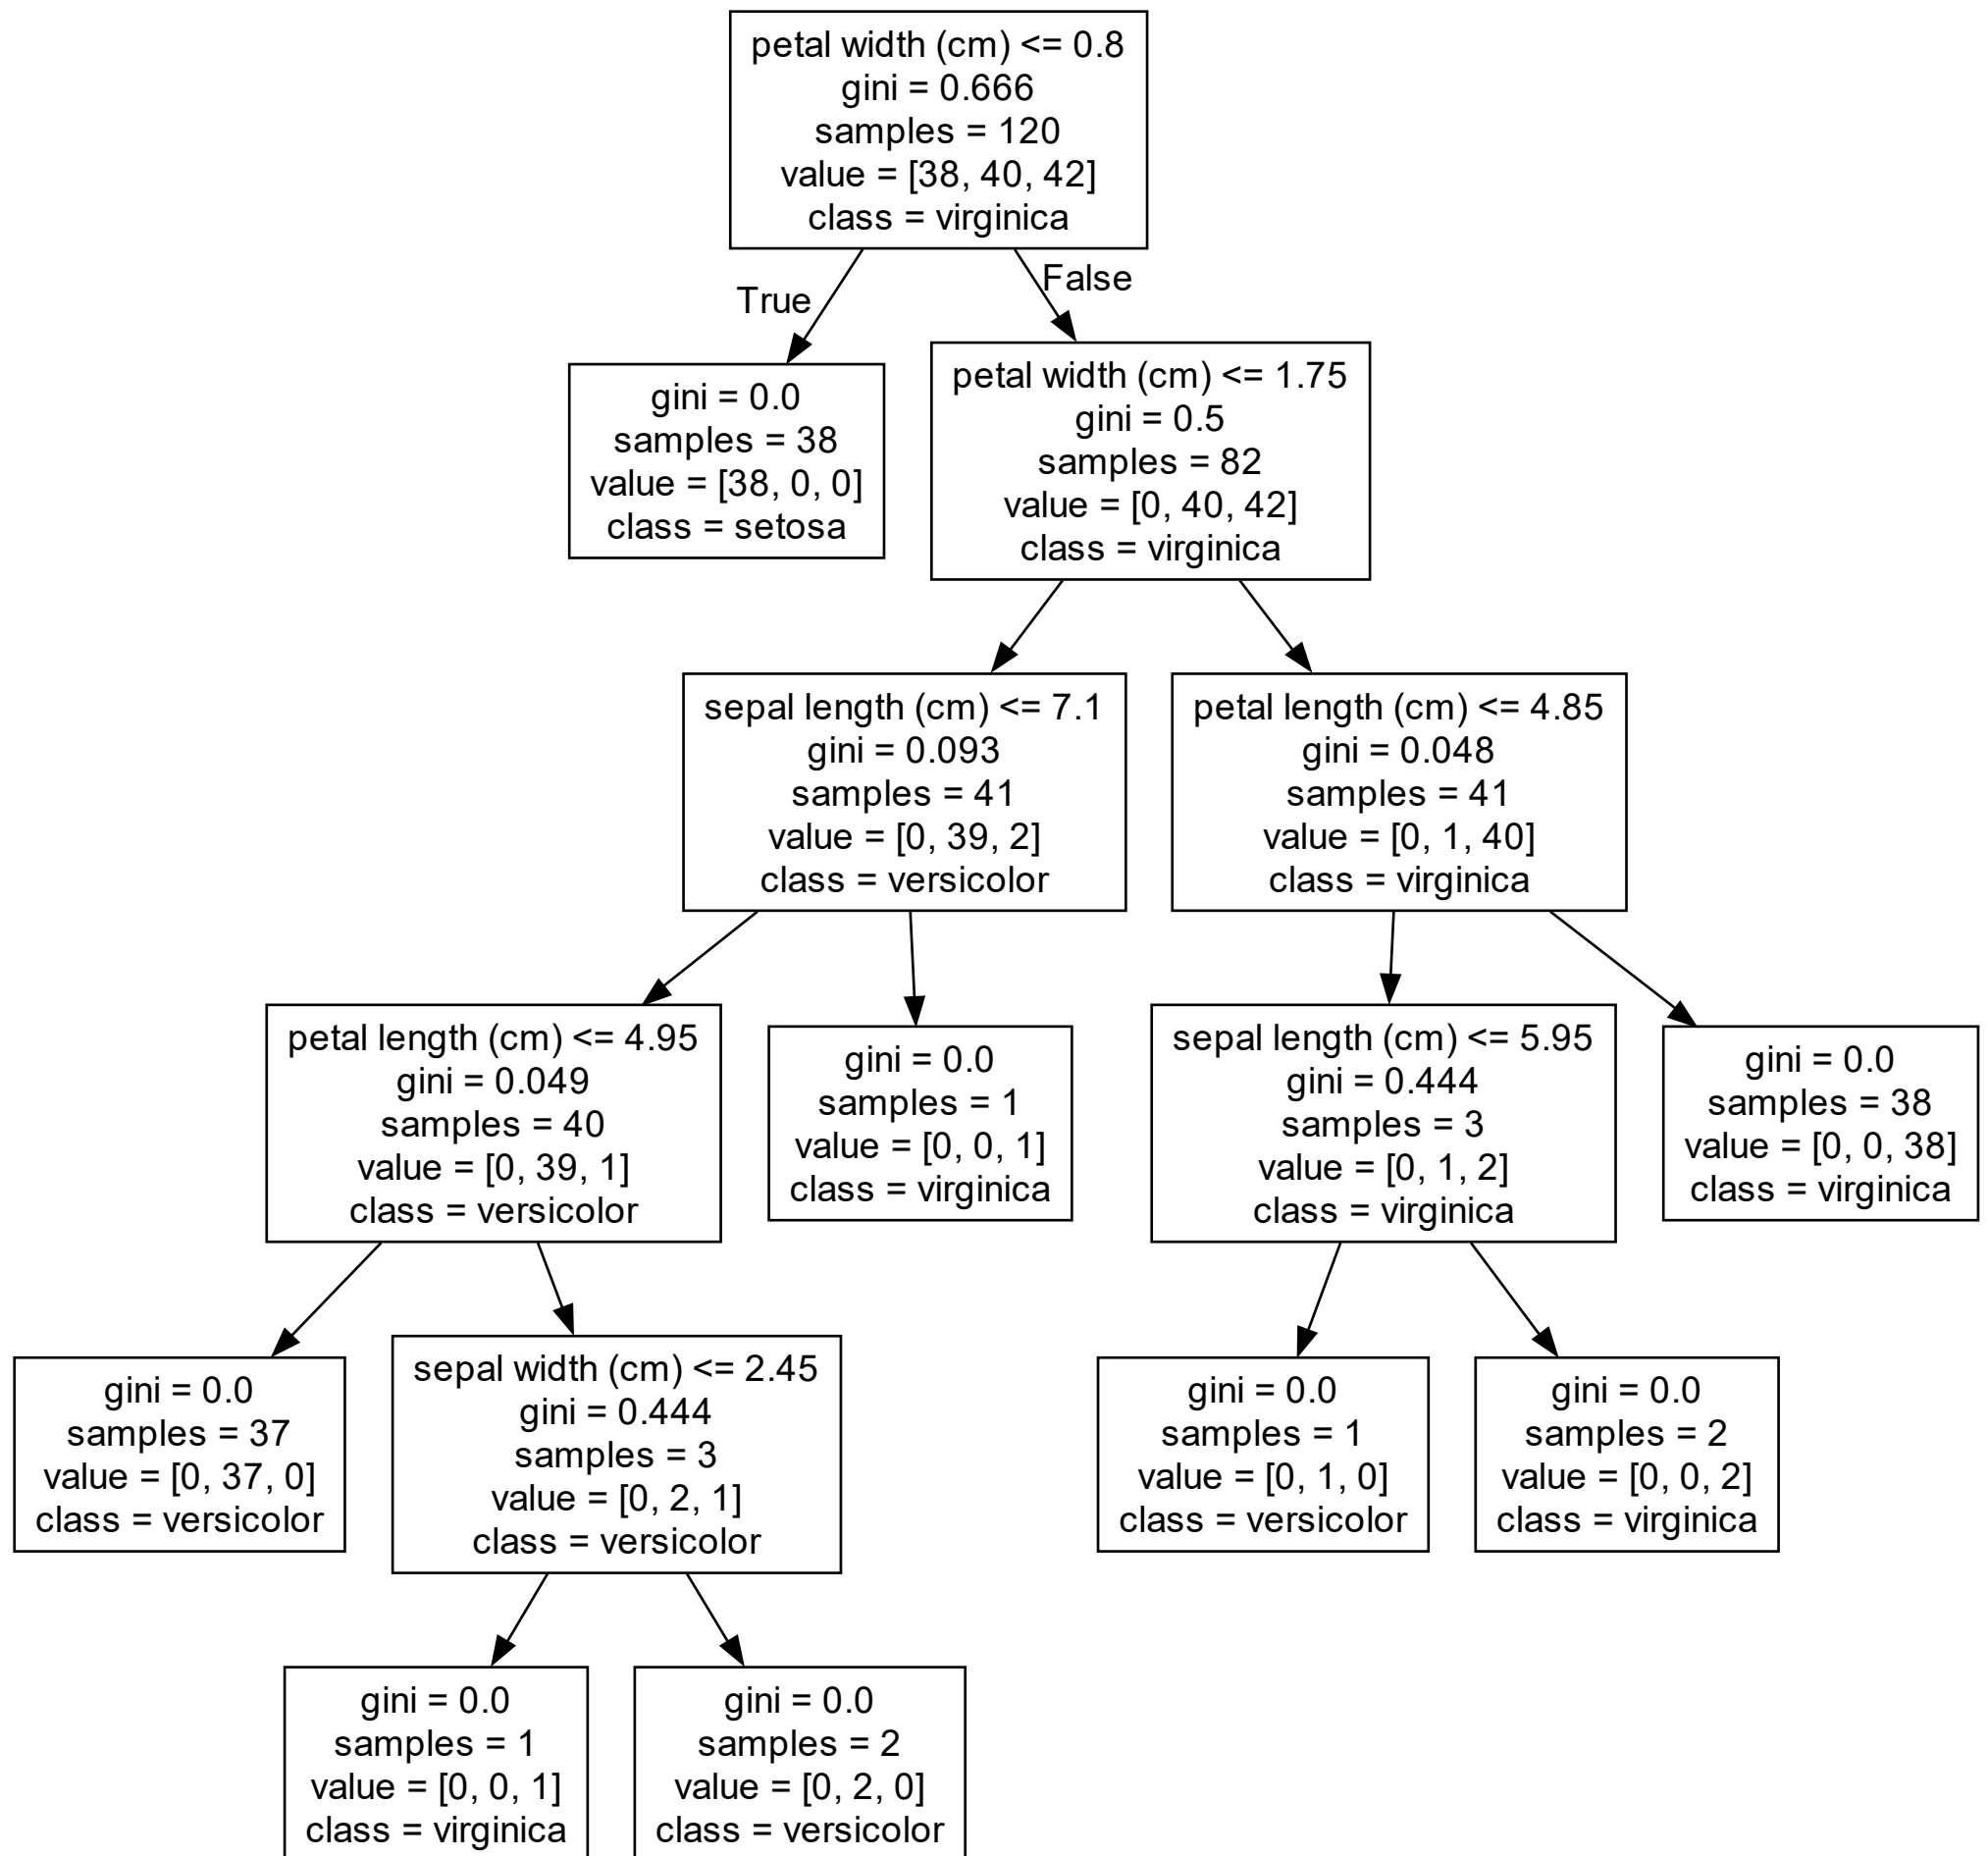 petal width (cm) <= 0.8
gini = 0.666
samples = 120
value = [38, 40, 42]
class = virginica
True
False
gini = 0.0
samples = 38
value = [38, 0, 0]
class = setosa
petal width (cm) <= 1.75
gini = 0.5
samples = 82
value = [0, 40, 42]
class = virginica
sepal length (cm) <= 7.1
gini = 0.093
samples = 41
value = [0, 39, 2]
class = versicolor
petal length (cm) <= 4.85
gini = 0.048
samples = 41
value = [0, 1, 40]
class = virginica
petal length (cm) <= 4.95
gini = 0.049
samples = 40
value = [0, 39, 1]
class = versicolor
gini = 0.0
samples = 1
value = [0, 0, 1]
class = virginica
sepal length (cm) <= 5.95
gini = 0.444
samples = 3
value = [0, 1, 2]
class = virginica
gini = 0.0
samples = 38
value = [0, 0, 38]
class = virginica
gini = 0.0
samples = 37
value = [0, 37, 0]
class = versicolor
sepal width (cm) <= 2.45
gini = 0.444
samples = 3
value = [0, 2, 1]
class = versicolor
gini = 0.0
samples = 1
value = [0, 1, 0]
class = versicolor
gini = 0.0
samples = 2
value = [0, 0, 2]
class = virginica
gini = 0.0
samples = 1
value = [0, 0, 1]
class = virginica
gini = 0.0
samples = 2
value = [0, 2, 0]
class = versicolor